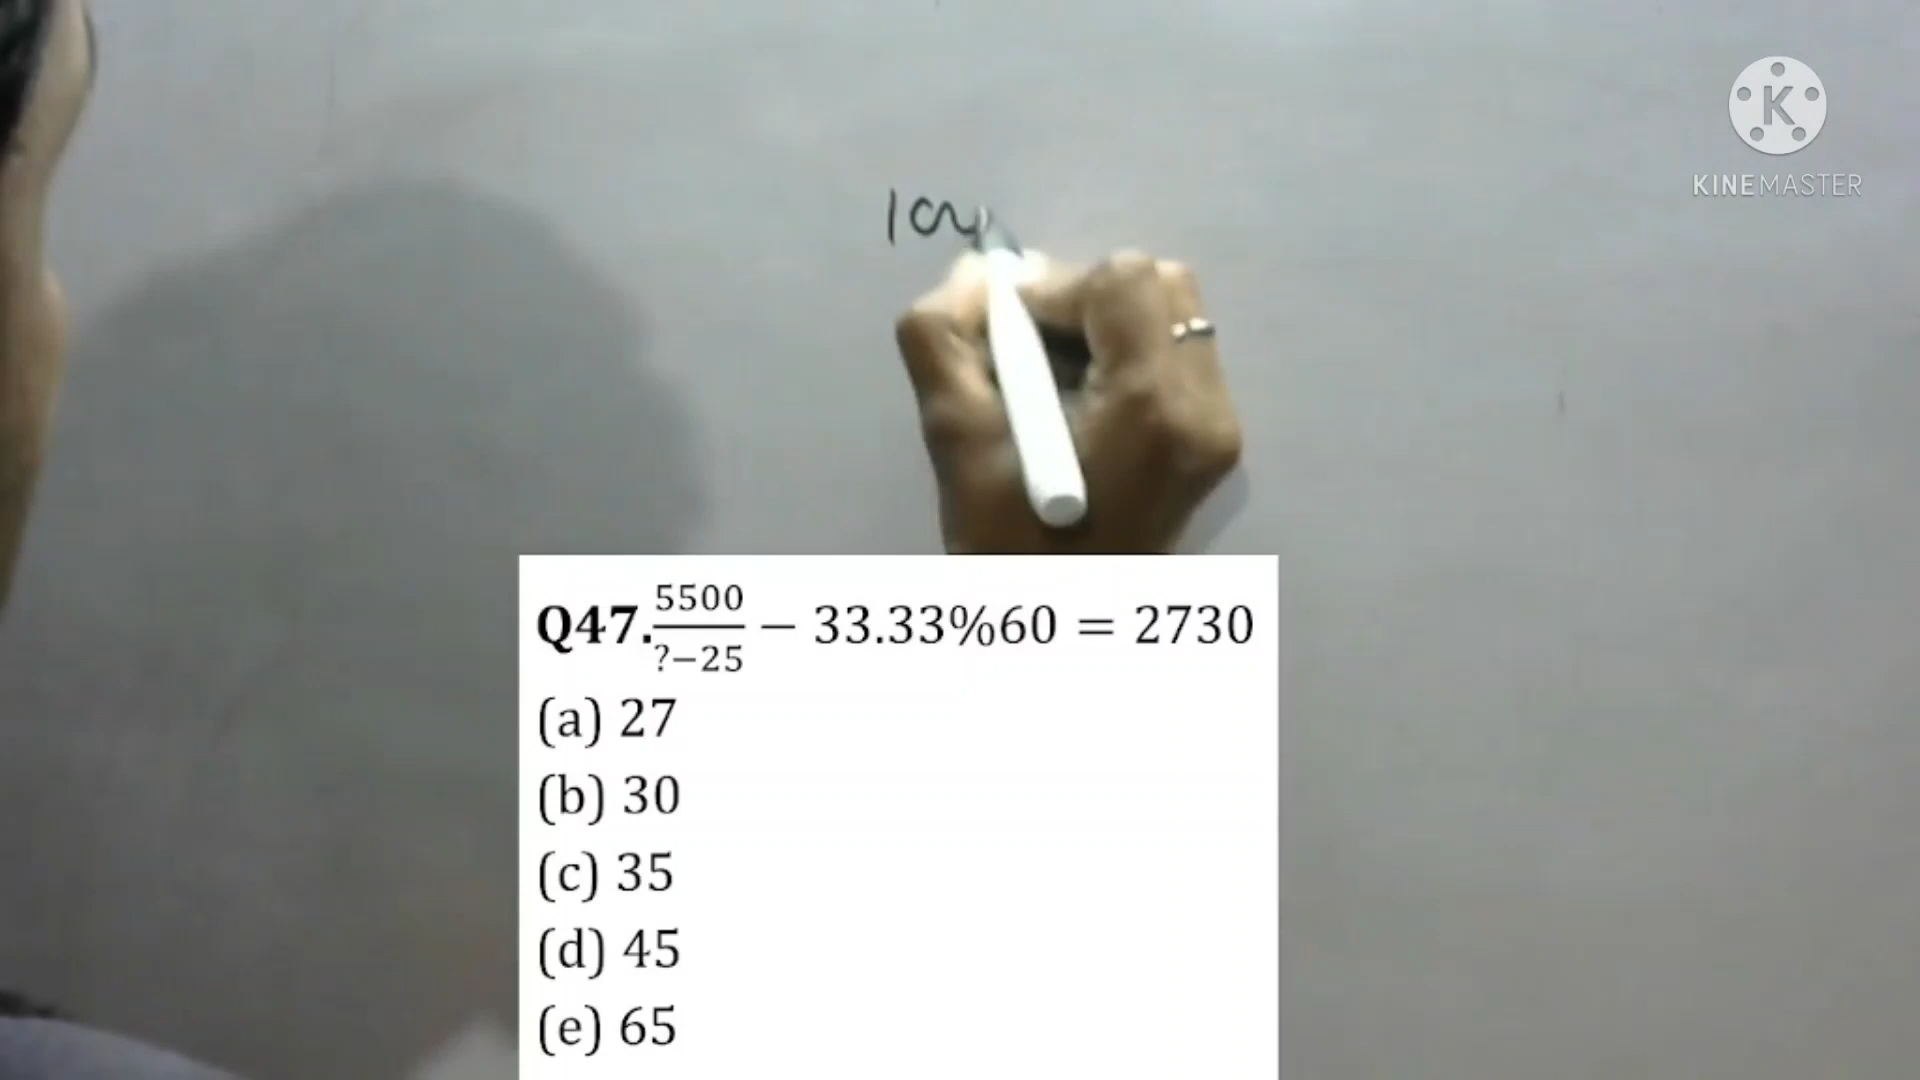 K
KINEMASTER
Q47. 5500/?−25 − 33.33%60 = 2730
(a) 27
(b) 30
(c) 35
(d) 45
(e) 65